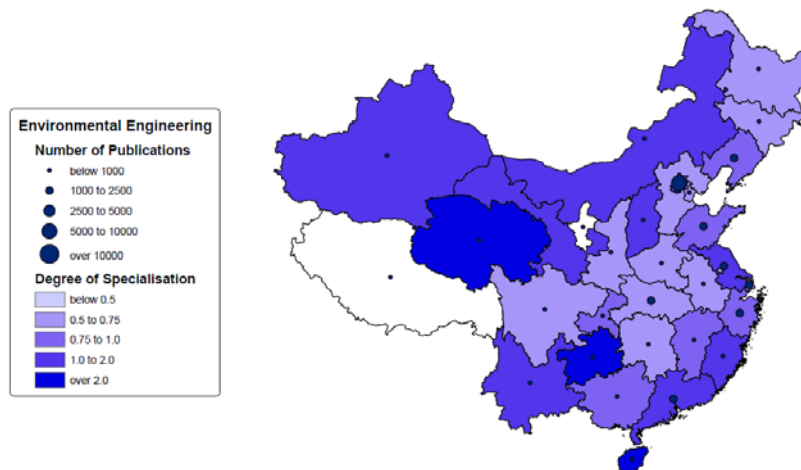 Environmental Engineering
Number of Publications
below 1000
1000 to 2500
2500 to 5000
5000 to 10000
over 10000
Degree of Specialisation
below 0.5
0.5 to 0.75
0.75 to 1.0
1.0 to 2.0
over 2.0